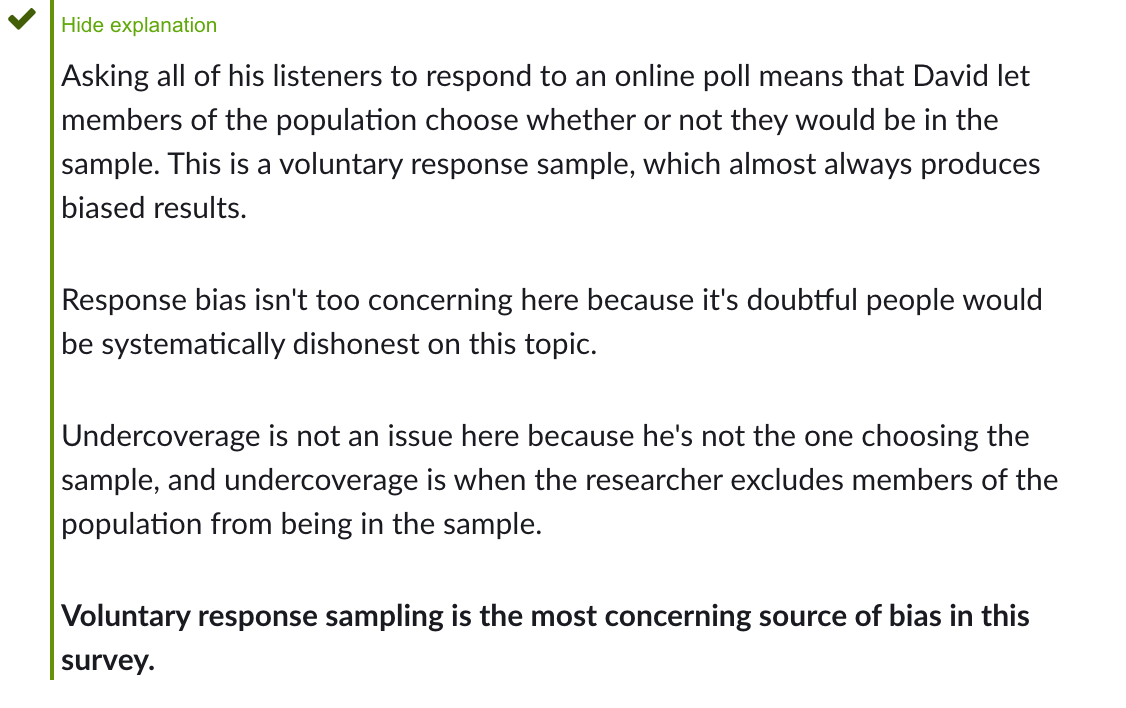 Hide explanation
Asking all of his listeners to respond to an online poll means that David let
members of the population choose whether or not they would be in the
sample. This is a voluntary response sample, which almost always produces
biased results.
Response bias isn't too concerning here because it's doubtful people would
be systematically dishonest on this topic.
Undercoverage is not an issue here because he's not the one choosing the
sample, and undercoverage is when the researcher excludes members of the
population from being in the sample.
Voluntary response sampling is the most concerning source of bias in this
survey.